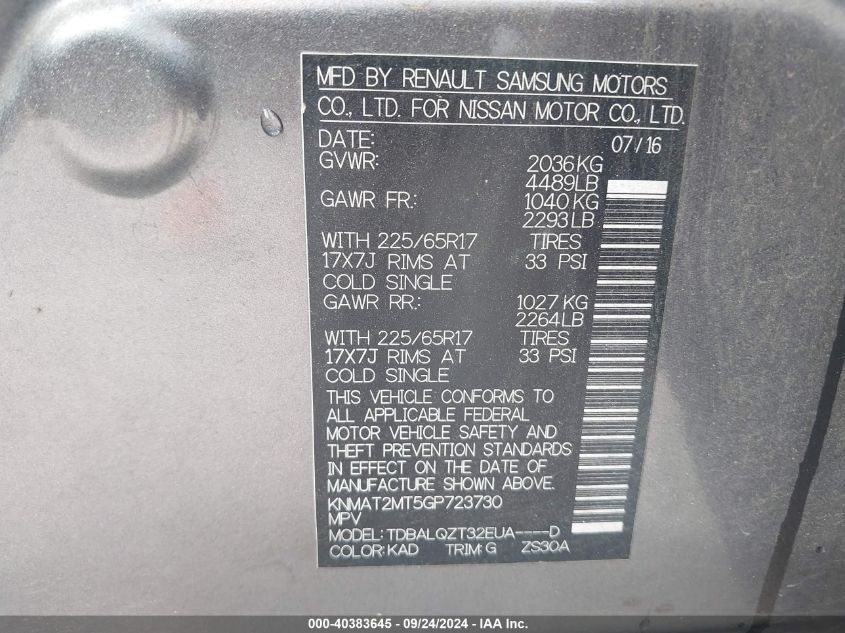 MFD BY RENAULT SAMSUNG MOTORS
CO., LTD. FOR NISSAN MOTOR CO., LTD.
DATE: 07/16
GVWR: 2036KG
4489LB
GAWR FR.: 1040KG
2293LB
WITH 225/65R17 TIRES
17X7J RIMS AT 33 PSI
COLD SINGLE
GAWR RR.: 1027KG
2264LB
WITH 225/65R17 TIRES
17X7J RIMS AT 33 PSI
COLD SINGLE
THIS VEHICLE CONFORMS TO
ALL APPLICABLE FEDERAL
MOTOR VEHICLE SAFETY AND
THEFT PREVENTION STANDARDS
IN EFFECT ON THE DATE OF
MANUFACTURE SHOWN ABOVE.
KNMAT2MT5GP723730
MPV
MODEL: TDBALQZT32EUA----D
COLOR: KAD TRIM: G ZS30A
000-40383645 - 09/24/2024 - IAA Inc.